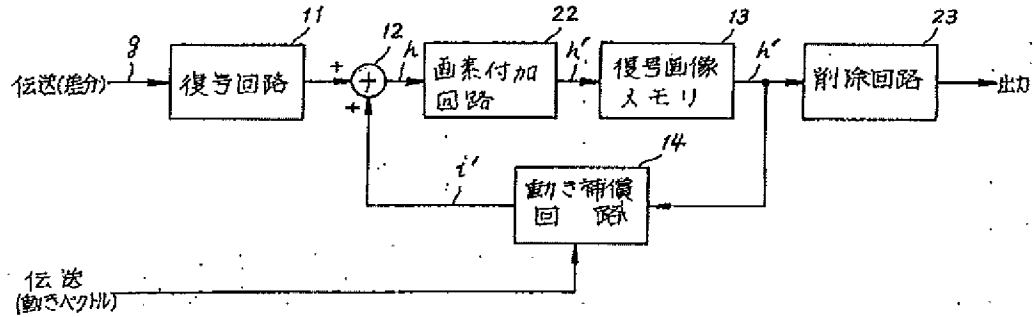 11
12
22
13
23
g
h
h'
h'
伝送(差分)
復号回路
+
+
+
画素付加
回路
復号画像
メモリ
削除回路
出力
14
i'
動き補償
回 路
伝送
(動きベクトル)